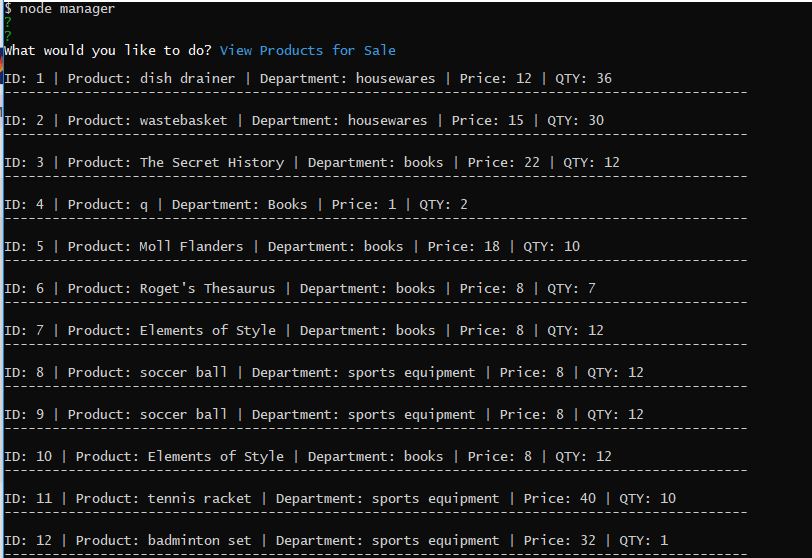 $ node manager
?
?
What would you like to do? View Products for Sale
ID: 1 | Product: dish drainer | Department: housewares | Price: 12 | QTY: 36
---------------------------------------------------------------------------------------------
ID: 2 | Product: wastebasket | Department: housewares | Price: 15 | QTY: 30
---------------------------------------------------------------------------------------------
ID: 3 | Product: The Secret History | Department: books | Price: 22 | QTY: 12
---------------------------------------------------------------------------------------------
ID: 4 | Product: q | Department: Books | Price: 1 | QTY: 2
---------------------------------------------------------------------------------------------
ID: 5 | Product: Moll Flanders | Department: books | Price: 18 | QTY: 10
---------------------------------------------------------------------------------------------
ID: 6 | Product: Roget's Thesaurus | Department: books | Price: 8 | QTY: 7
---------------------------------------------------------------------------------------------
ID: 7 | Product: Elements of Style | Department: books | Price: 8 | QTY: 12
---------------------------------------------------------------------------------------------
ID: 8 | Product: soccer ball | Department: sports equipment | Price: 8 | QTY: 12
---------------------------------------------------------------------------------------------
ID: 9 | Product: soccer ball | Department: sports equipment | Price: 8 | QTY: 12
---------------------------------------------------------------------------------------------
ID: 10 | Product: Elements of Style | Department: books | Price: 8 | QTY: 12
---------------------------------------------------------------------------------------------
ID: 11 | Product: tennis racket | Department: sports equipment | Price: 40 | QTY: 10
---------------------------------------------------------------------------------------------
ID: 12 | Product: badminton set | Department: sports equipment | Price: 32 | QTY: 1
---------------------------------------------------------------------------------------------